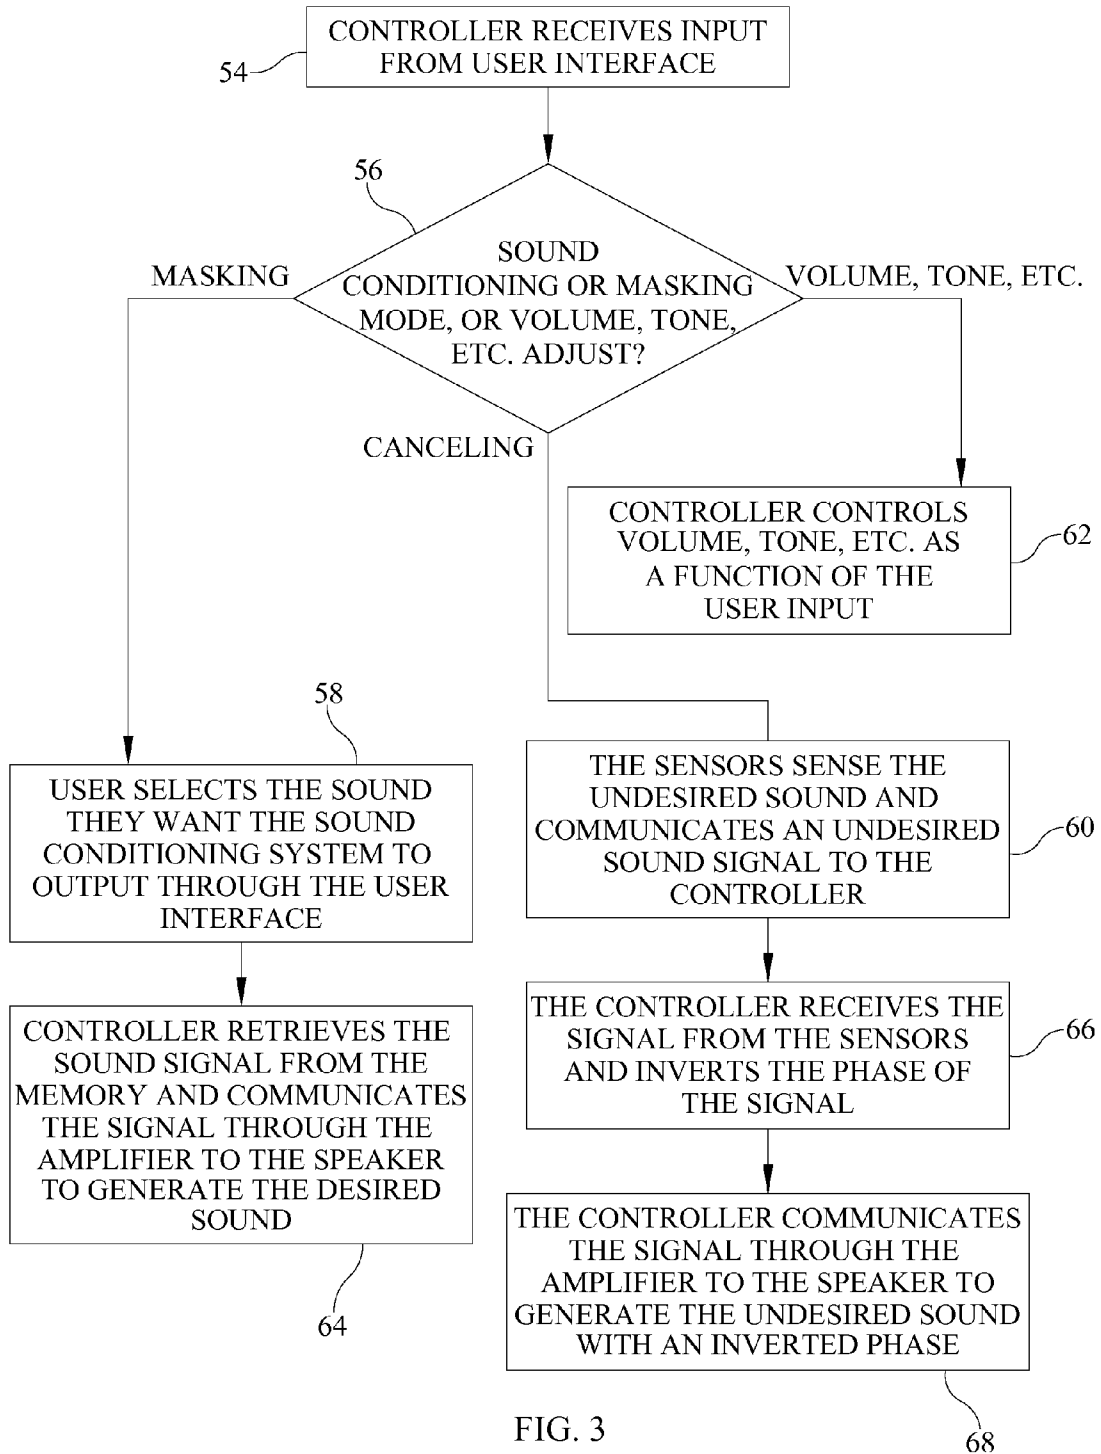 CONTROLLER RECEIVES INPUT
FROM USER INTERFACE
54
56
SOUND
CONDITIONING OR MASKING
MODE, OR VOLUME, TONE,
ETC. ADJUST?
MASKING
VOLUME, TONE, ETC.
CANCELING
CONTROLLER CONTROLS
VOLUME, TONE, ETC. AS
A FUNCTION OF THE
USER INPUT
62
58
USER SELECTS THE SOUND
THEY WANT THE SOUND
CONDITIONING SYSTEM TO
OUTPUT THROUGH THE USER
INTERFACE
THE SENSORS SENSE THE
UNDESIRED SOUND AND
COMMUNICATES AN UNDESIRED
SOUND SIGNAL TO THE
CONTROLLER
60
CONTROLLER RETRIEVES THE
SOUND SIGNAL FROM THE
MEMORY AND COMMUNICATES
THE SIGNAL THROUGH THE
AMPLIFIER TO THE SPEAKER
TO GENERATE THE DESIRED
SOUND
64
THE CONTROLLER RECEIVES THE
SIGNAL FROM THE SENSORS
AND INVERTS THE PHASE OF
THE SIGNAL
66
THE CONTROLLER COMMUNICATES
THE SIGNAL THROUGH THE
AMPLIFIER TO THE SPEAKER TO
GENERATE THE UNDESIRED SOUND
WITH AN INVERTED PHASE
68
FIG. 3